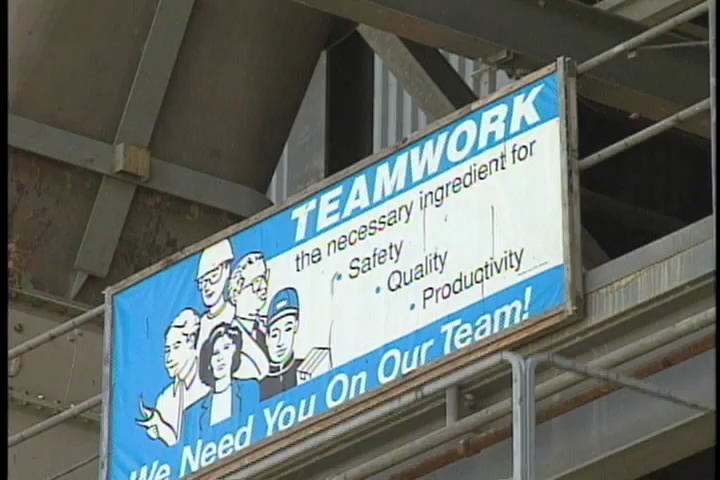 TEAMWORK
the necessary ingredient for
• Safety
• Quality
• Productivity
We Need You On Our Team!